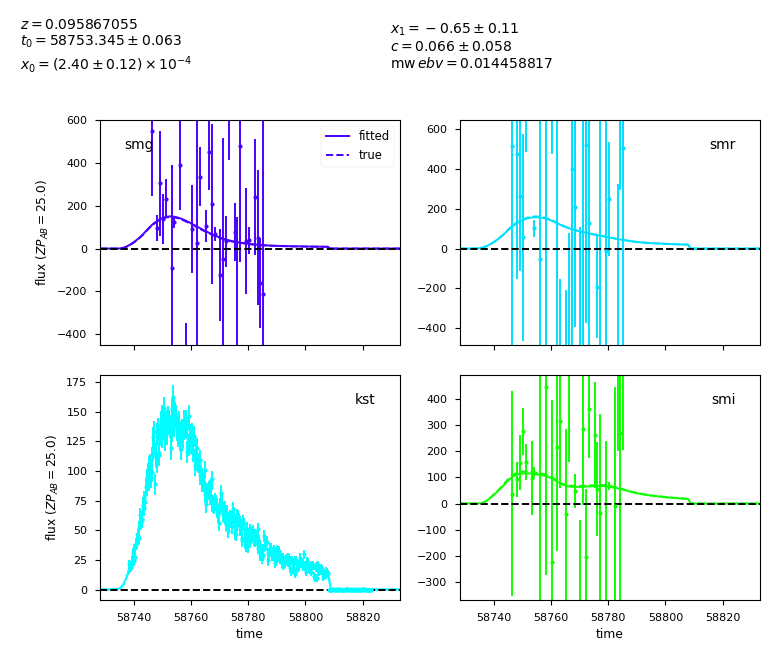 z = 0.095867055
t₀ = 58753.345 ± 0.063
x₀ = (2.40 ± 0.12) × 10⁻⁴
x₁ = −0.65 ± 0.11
c = 0.066 ± 0.058
mw ebv = 0.014458817
600
400
200
0
−200
−400
flux (ZP_AB = 25.0)
smg
fitted
true
600
400
200
0
−200
−400
smr
175
150
125
100
75
50
25
0
flux (ZP_AB = 25.0)
kst
58740 58760 58780 58800 58820
time
400
300
200
100
0
−100
−200
−300
smi
58740 58760 58780 58800 58820
time